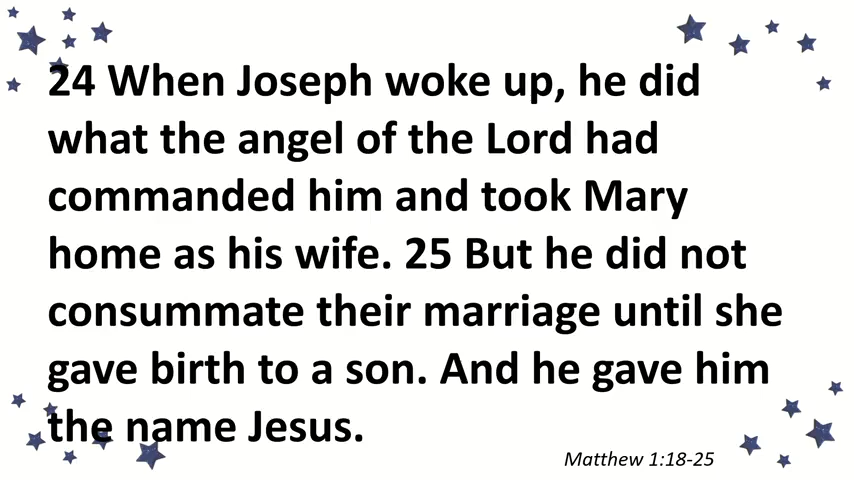 24 When Joseph woke up, he did
what the angel of the Lord had
commanded him and took Mary
home as his wife. 25 But he did not
consummate their marriage until she
gave birth to a son. And he gave him
the name Jesus.
Matthew 1:18-25